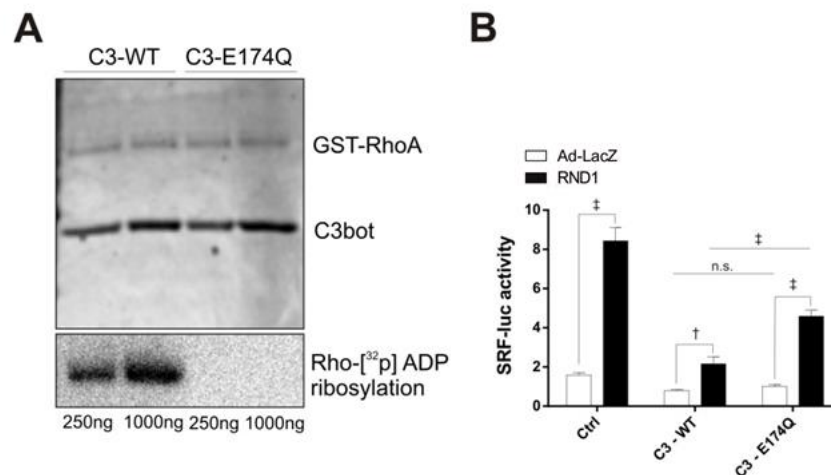 A
C3-WT C3-E174Q
GST-RhoA
C3bot
Rho-[³²p] ADP
ribosylation
250ng 1000ng 250ng 1000ng
B
Ad-LacZ
RND1
SRF-luc activity
10
8
6
4
2
0
‡
†
n.s.
‡
‡
Ctrl
C3 - WT
C3 - E174Q